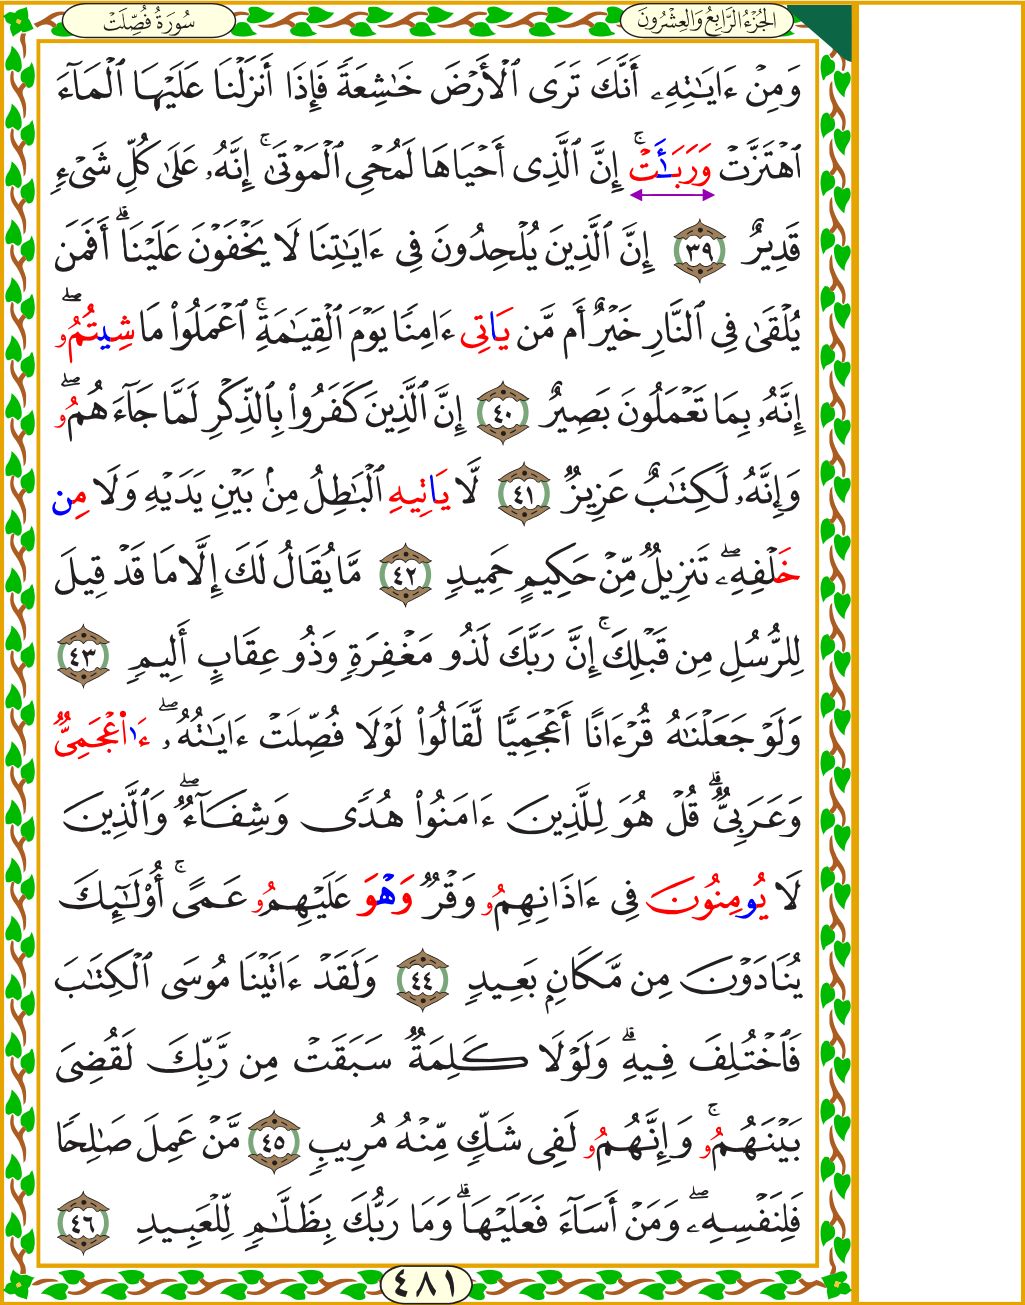 الجُزْءُ الرَّابِعُ وَالعِشْرُونَ
سُورَةُ فُصِّلَتْ
وَمِنْ ءَايَٰتِهِۦ أَنَّكَ تَرَى ٱلْأَرْضَ خَٰشِعَةً فَإِذَا أَنزَلْنَا عَلَيْهَا ٱلْمَآءَ
ٱهْتَزَّتْ وَرَبَأَتْ ۚ إِنَّ ٱلَّذِى أَحْيَاهَا لَمُحْىِ ٱلْمَوْتَىٰ ۚ إِنَّهُۥ عَلَىٰ كُلِّ شَىْءٍ
قَدِيرٌ ٣٩ إِنَّ ٱلَّذِينَ يُلْحِدُونَ فِى ءَايَٰتِنَا لَا يَخْفَوْنَ عَلَيْنَا ۗ أَفَمَن
يُلْقَىٰ فِى ٱلنَّارِ خَيْرٌ أَم مَّن يَاتِى ءَامِنًا يَوْمَ ٱلْقِيَٰمَةِ ۚ ٱعْمَلُوا۟ مَا شِيتُمُۥ ۖ
إِنَّهُۥ بِمَا تَعْمَلُونَ بَصِيرٌ ٤٠ إِنَّ ٱلَّذِينَ كَفَرُوا۟ بِٱلذِّكْرِ لَمَّا جَآءَهُمُۥ ۖ
وَإِنَّهُۥ لَكِتَٰبٌ عَزِيزٌ ٤١ لَّا يَاتِيهِ ٱلْبَٰطِلُ مِنۢ بَيْنِ يَدَيْهِ وَلَا مِن
خَلْفِهِۦ ۖ تَنزِيلٌ مِّنْ حَكِيمٍ حَمِيدٍ ٤٢ مَّا يُقَالُ لَكَ إِلَّا مَا قَدْ قِيلَ
لِلرُّسُلِ مِن قَبْلِكَ ۚ إِنَّ رَبَّكَ لَذُو مَغْفِرَةٍ وَذُو عِقَابٍ أَلِيمٍ ٤٣
وَلَوْ جَعَلْنَٰهُ قُرْءَانًا أَعْجَمِيًّا لَّقَالُوا۟ لَوْلَا فُصِّلَتْ ءَايَٰتُهُۥ ۖ ءَا۬عْجَمِىٌّ
وَعَرَبِىٌّ ۗ قُلْ هُوَ لِلَّذِينَ ءَامَنُوا۟ هُدًى وَشِفَآءٌ ۖ وَٱلَّذِينَ
لَا يُومِنُونَ فِى ءَاذَانِهِمُۥ وَقْرٌ وَهْوَ عَلَيْهِمُۥ عَمًى ۚ أُو۟لَٰٓئِكَ
يُنَادَوْنَ مِن مَّكَانٍۭ بَعِيدٍ ٤٤ وَلَقَدْ ءَاتَيْنَا مُوسَى ٱلْكِتَٰبَ
فَٱخْتُلِفَ فِيهِ ۗ وَلَوْلَا كَلِمَةٌ سَبَقَتْ مِن رَّبِّكَ لَقُضِىَ
بَيْنَهُمُۥ ۚ وَإِنَّهُمُۥ لَفِى شَكٍّ مِّنْهُ مُرِيبٍ ٤٥ مَّنْ عَمِلَ صَٰلِحًا
فَلِنَفْسِهِۦ ۖ وَمَنْ أَسَآءَ فَعَلَيْهَا ۗ وَمَا رَبُّكَ بِظَلَّٰمٍ لِّلْعَبِيدِ ٤٦
٤٨١